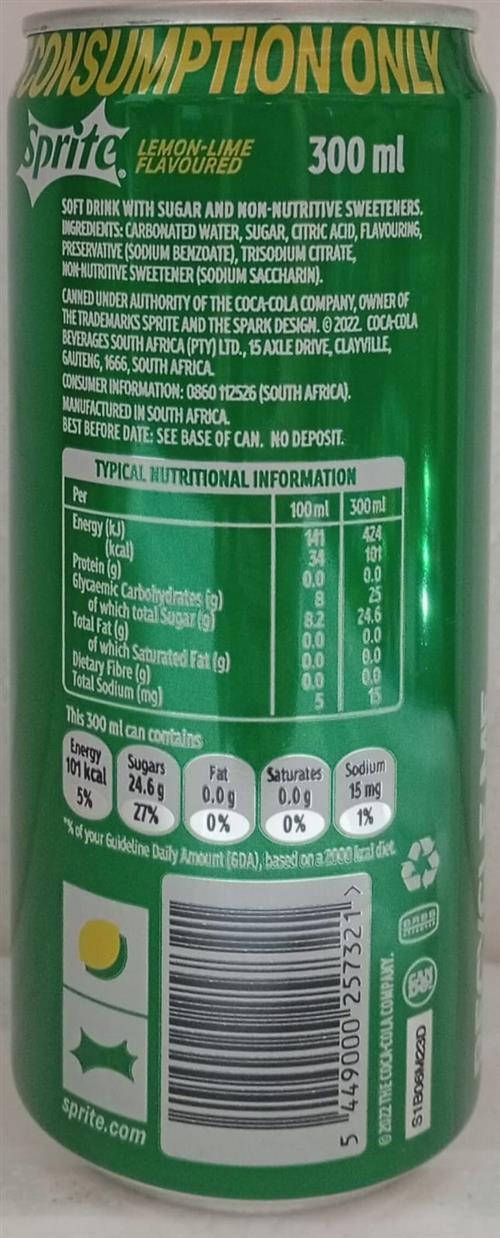 CONSUMPTION ONLY
Sprite® LEMON-LIME FLAVOURED 300 ml
SOFT DRINK WITH SUGAR AND NON-NUTRITIVE SWEETENERS.
INGREDIENTS: CARBONATED WATER, SUGAR, CITRIC ACID, FLAVOURING,
PRESERVATIVE (SODIUM BENZOATE), TRISODIUM CITRATE,
NON-NUTRITIVE SWEETENER (SODIUM SACCHARIN).
CANNED UNDER AUTHORITY OF THE COCA-COLA COMPANY, OWNER OF
THE TRADEMARKS SPRITE AND THE SPARK DESIGN. © 2022. COCA-COLA
BEVERAGES SOUTH AFRICA (PTY) LTD., 15 AXLE DRIVE, CLAYVILLE,
GAUTENG, 1666, SOUTH AFRICA.
CONSUMER INFORMATION: 0860 112526 (SOUTH AFRICA).
MANUFACTURED IN SOUTH AFRICA.
BEST BEFORE DATE: SEE BASE OF CAN. NO DEPOSIT.
TYPICAL NUTRITIONAL INFORMATION
Per 100 ml 300 ml
Energy (kJ) 141 424
(kcal) 34 101
Protein (g) 0.0 0.0
Glycaemic Carbohydrates (g) 8 25
of which total Sugar (g) 8.2 24.6
Total Fat (g) 0.0 0.0
of which Saturated Fat (g) 0.0 0.0
Dietary Fibre (g) 0.0 0.0
Total Sodium (mg) 5 15
This 300 ml can contains
Energy Sugars Fat Saturates Sodium
101 kcal 24.6 g 0.0 g 0.0 g 15 mg
5% 27% 0% 0% 1%
*% of your Guideline Daily Amount (GDA), based on a 2000 kcal diet.
sprite.com
5 449000 257321 >
© 2022 THE COCA-COLA COMPANY.
S1B06M23D